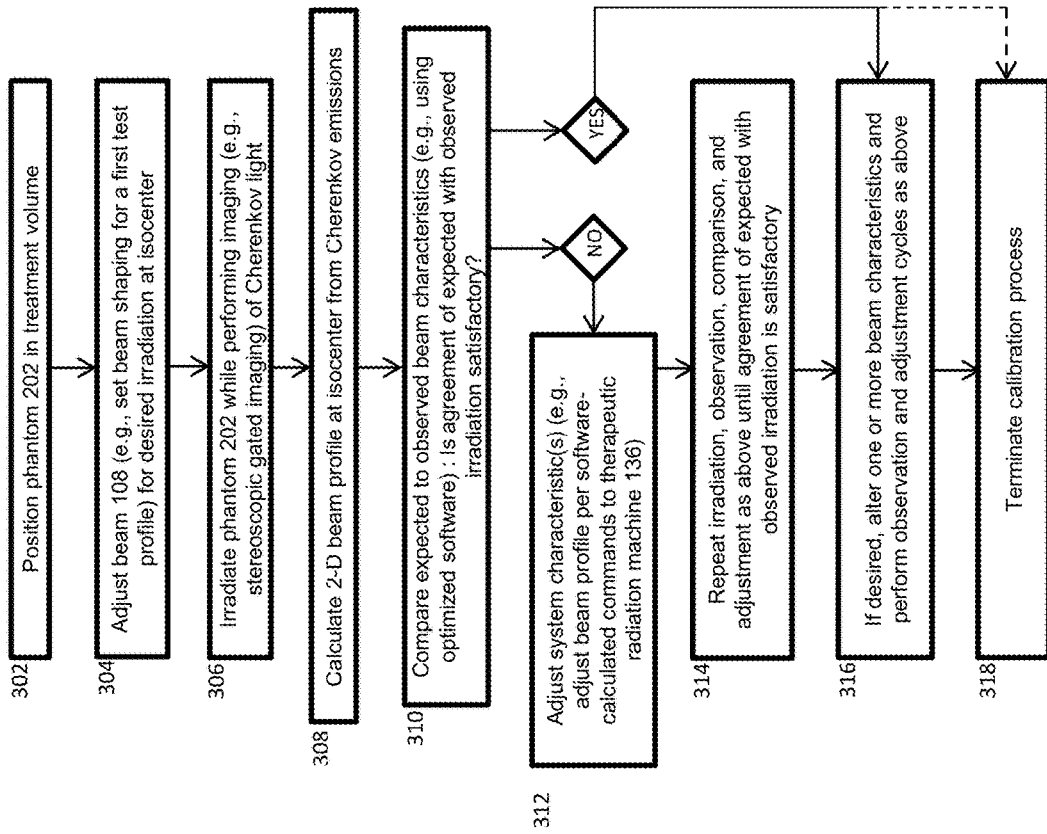 302
Position phantom 202 in treatment volume
304
Adjust beam 108 (e.g., set beam shaping for a first test
profile) for desired irradiation at isocenter
306
Irradiate phantom 202 while performing imaging (e.g.,
stereoscopic gated imaging) of Cherenkov light
308
Calculate 2-D beam profile at isocenter from Cherenkov emissions
310
Compare expected to observed beam characteristics (e.g., using
optimized software) : Is agreement of expected with observed
irradiation satisfactory?
NO
YES
312
Adjust system characteristic(s) (e.g.,
adjust beam profile per software-
calculated commands to therapeutic
radiation machine 136)
314
Repeat irradiation, observation, comparison, and
adjustment as above until agreement of expected with
observed irradiation is satisfactory
316
If desired, alter one or more beam characteristics and
perform observation and adjustment cycles as above
318
Terminate calibration process